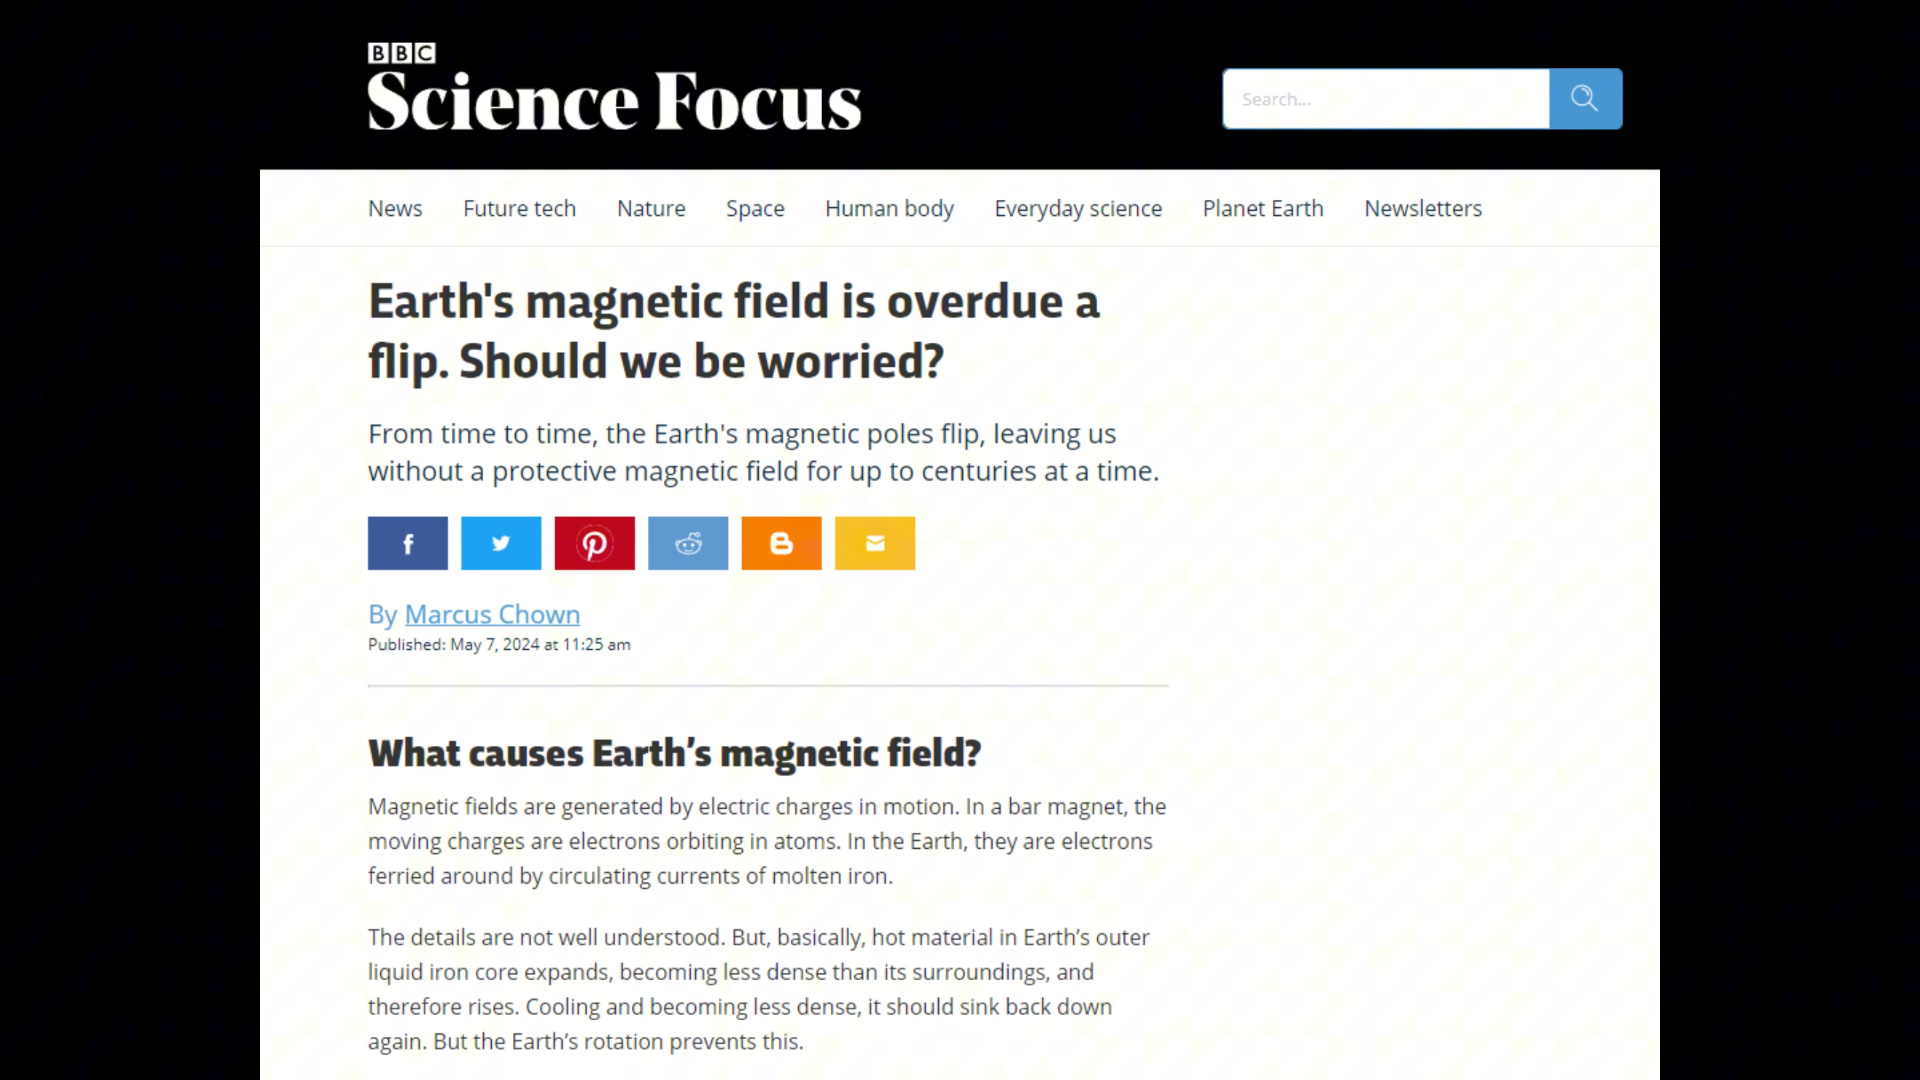 BBC
Science Focus
Search...
News Future tech Nature Space Human body Everyday science Planet Earth Newsletters
Earth's magnetic field is overdue a
flip. Should we be worried?
From time to time, the Earth's magnetic poles flip, leaving us
without a protective magnetic field for up to centuries at a time.
By Marcus Chown
Published: May 7, 2024 at 11:25 am
What causes Earth’s magnetic field?
Magnetic fields are generated by electric charges in motion. In a bar magnet, the
moving charges are electrons orbiting in atoms. In the Earth, they are electrons
ferried around by circulating currents of molten iron.
The details are not well understood. But, basically, hot material in Earth’s outer
liquid iron core expands, becoming less dense than its surroundings, and
therefore rises. Cooling and becoming less dense, it should sink back down
again. But the Earth’s rotation prevents this.